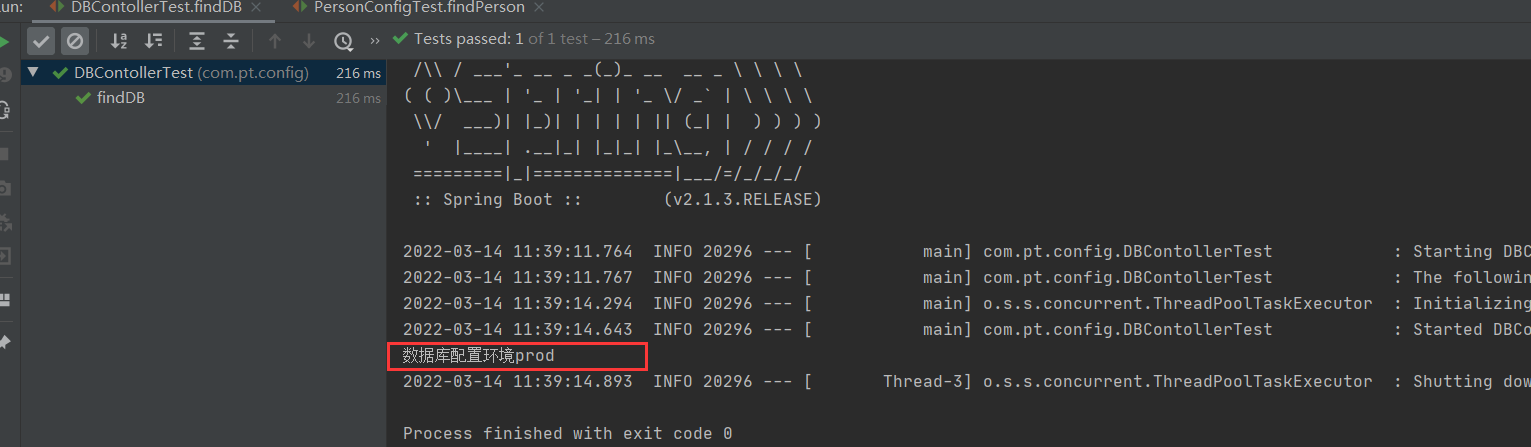 un: DBContollerTest.findDB × PersonConfigTest.findPerson ×
» Tests passed: 1 of 1 test – 216 ms
DBContollerTest (com.pt.config) 216 ms
findDB 216 ms
 /\\ / ___'_ __ _ _(_)_ __  __ _ \ \ \ \
( ( )\___ | '_ | '_| | '_ \/ _` | \ \ \ \
 \\/  ___)| |_)| | | | | || (_| |  ) ) ) )
  '  |____| .__|_| |_|_| |_\__, | / / / /
 =========|_|==============|___/=/_/_/_/
 :: Spring Boot ::        (v2.1.3.RELEASE)
2022-03-14 11:39:11.764  INFO 20296 --- [           main] com.pt.config.DBContollerTest            : Starting DBC
2022-03-14 11:39:11.767  INFO 20296 --- [           main] com.pt.config.DBContollerTest            : The followin
2022-03-14 11:39:14.294  INFO 20296 --- [           main] o.s.s.concurrent.ThreadPoolTaskExecutor  : Initializing
2022-03-14 11:39:14.643  INFO 20296 --- [           main] com.pt.config.DBContollerTest            : Started DBCo
数据库配置环境prod
2022-03-14 11:39:14.893  INFO 20296 --- [       Thread-3] o.s.s.concurrent.ThreadPoolTaskExecutor  : Shutting dow
Process finished with exit code 0